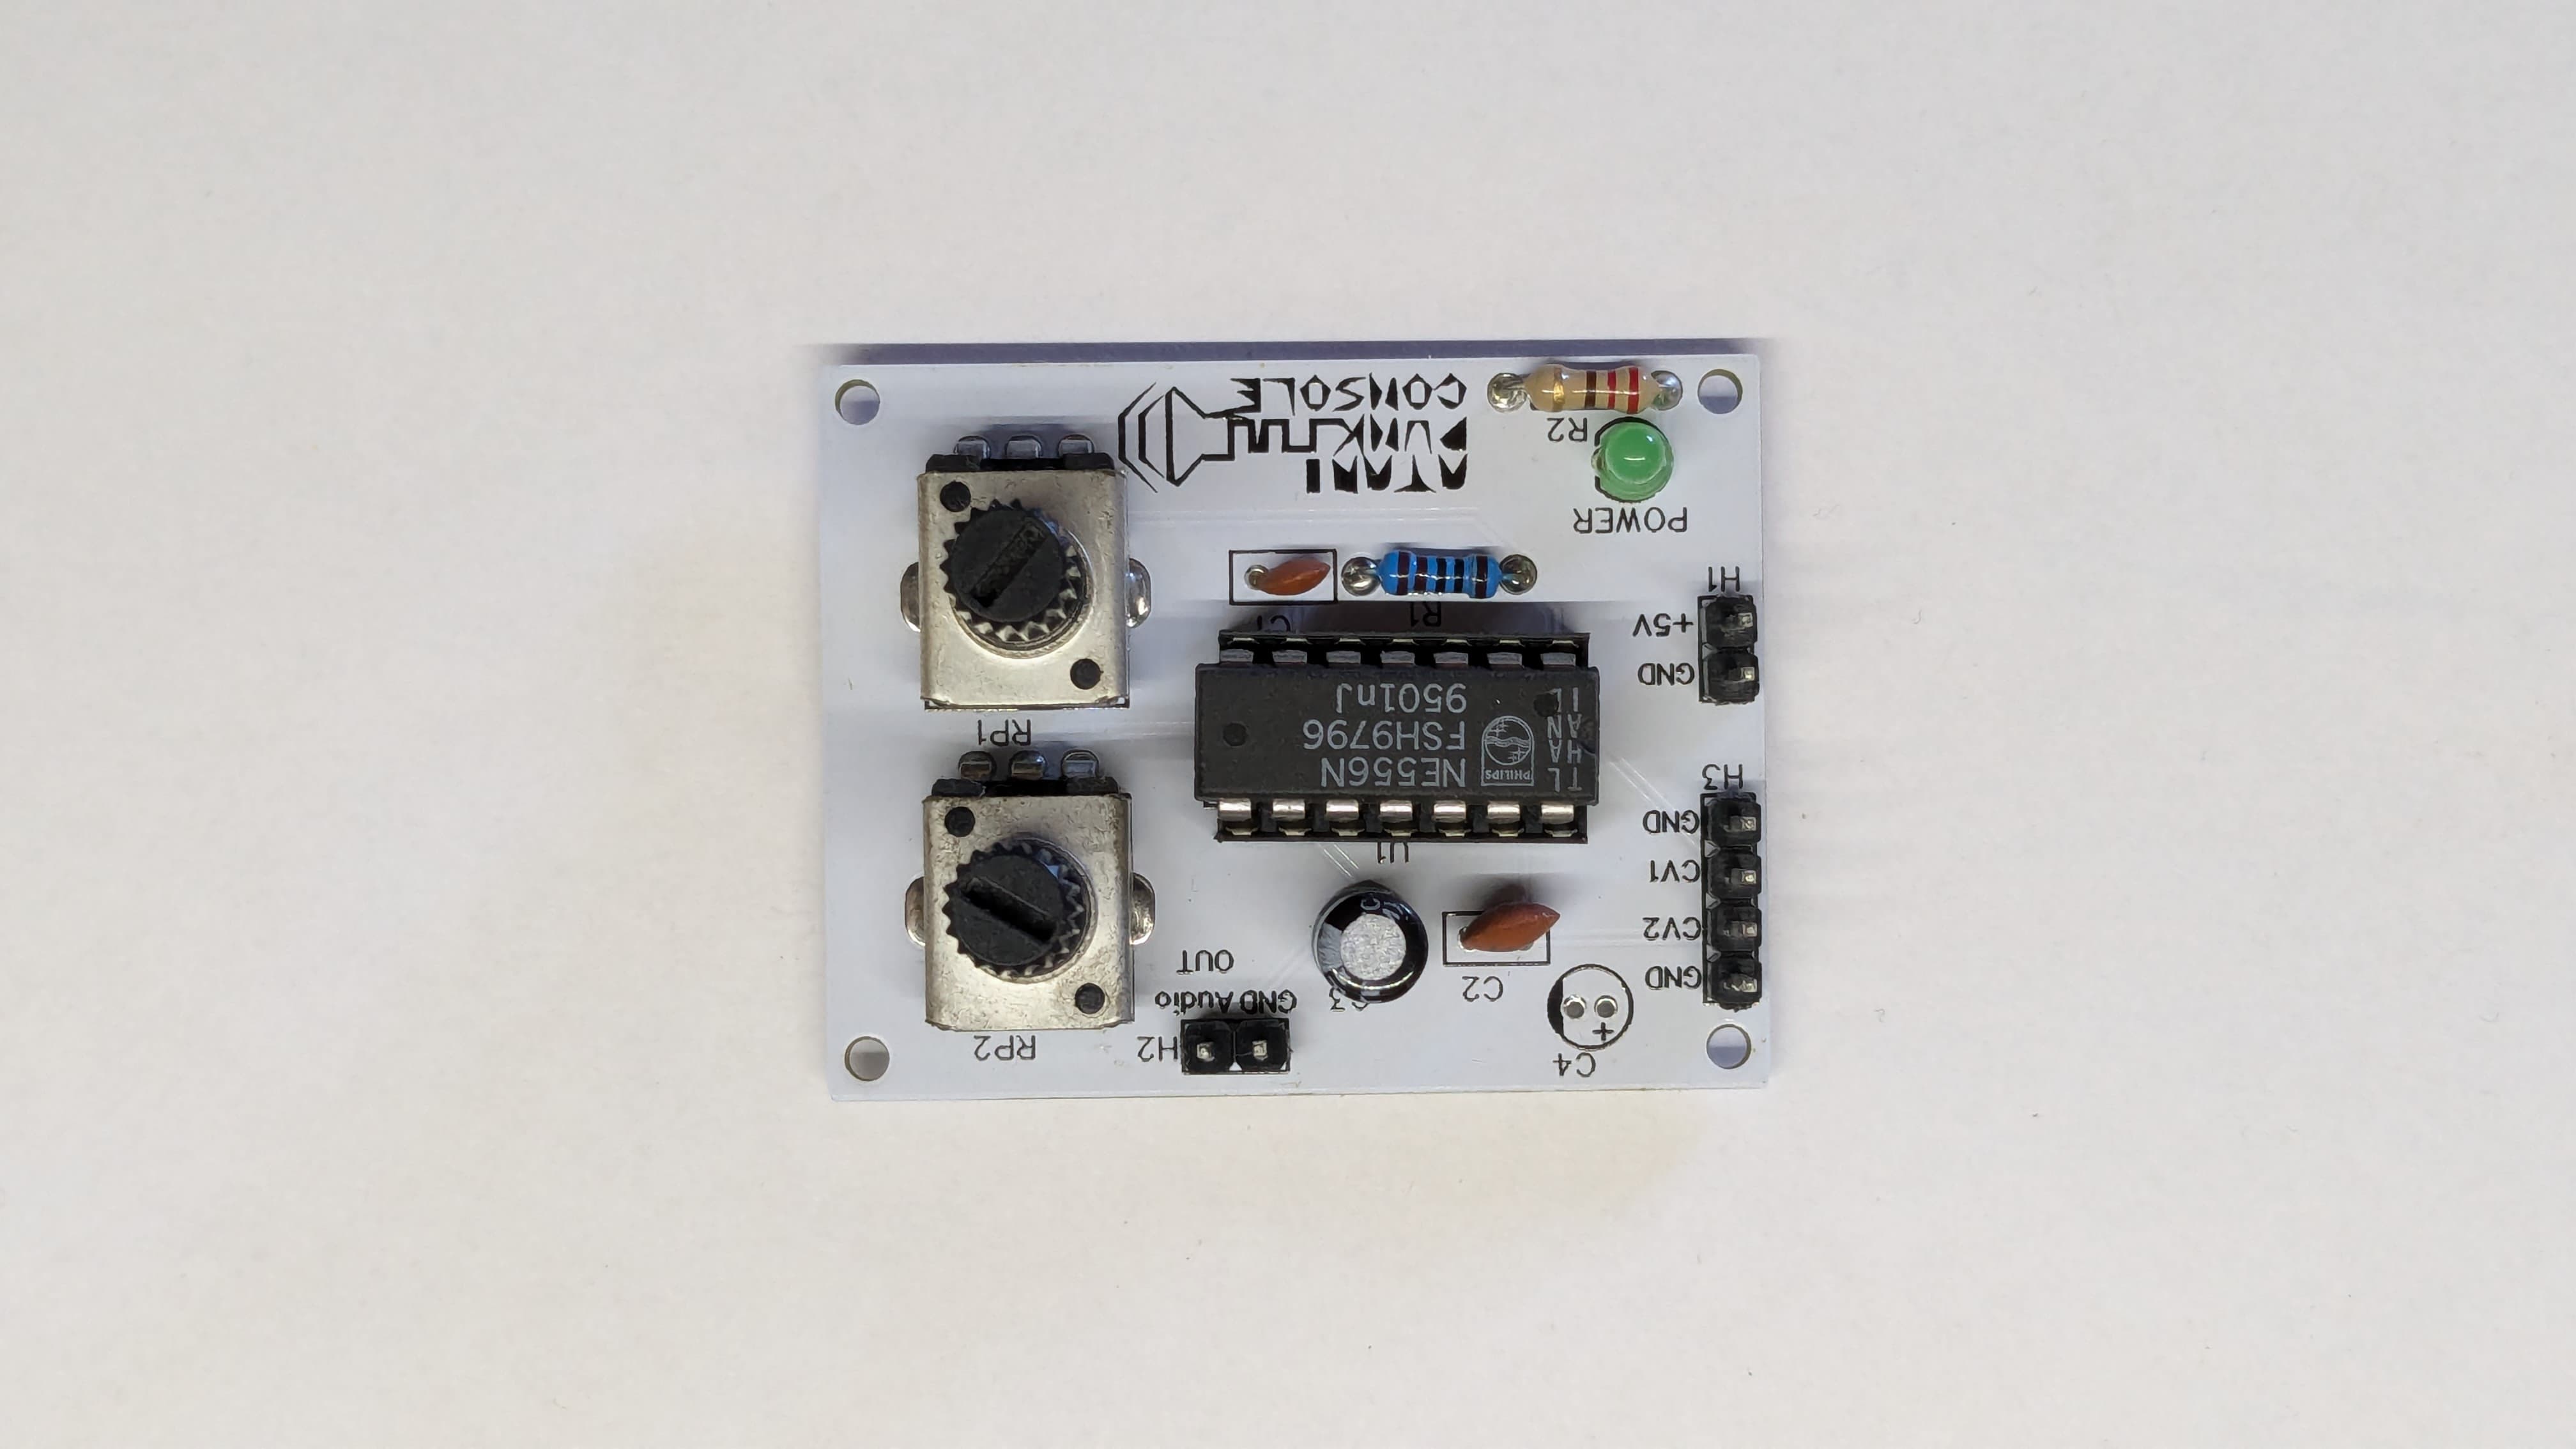 C4
+
H2
RP2
GND Audio
OUT
C2
C3
GND
CV2
CV1
GND
H3
U1
TL
HA
AN
IL
PHILIPS
NE556N
FSH9796
9501nJ
RP1
GND
+5V
H1
R1
C1
POWER
R2
ATARI
PUNK
CONSOLE